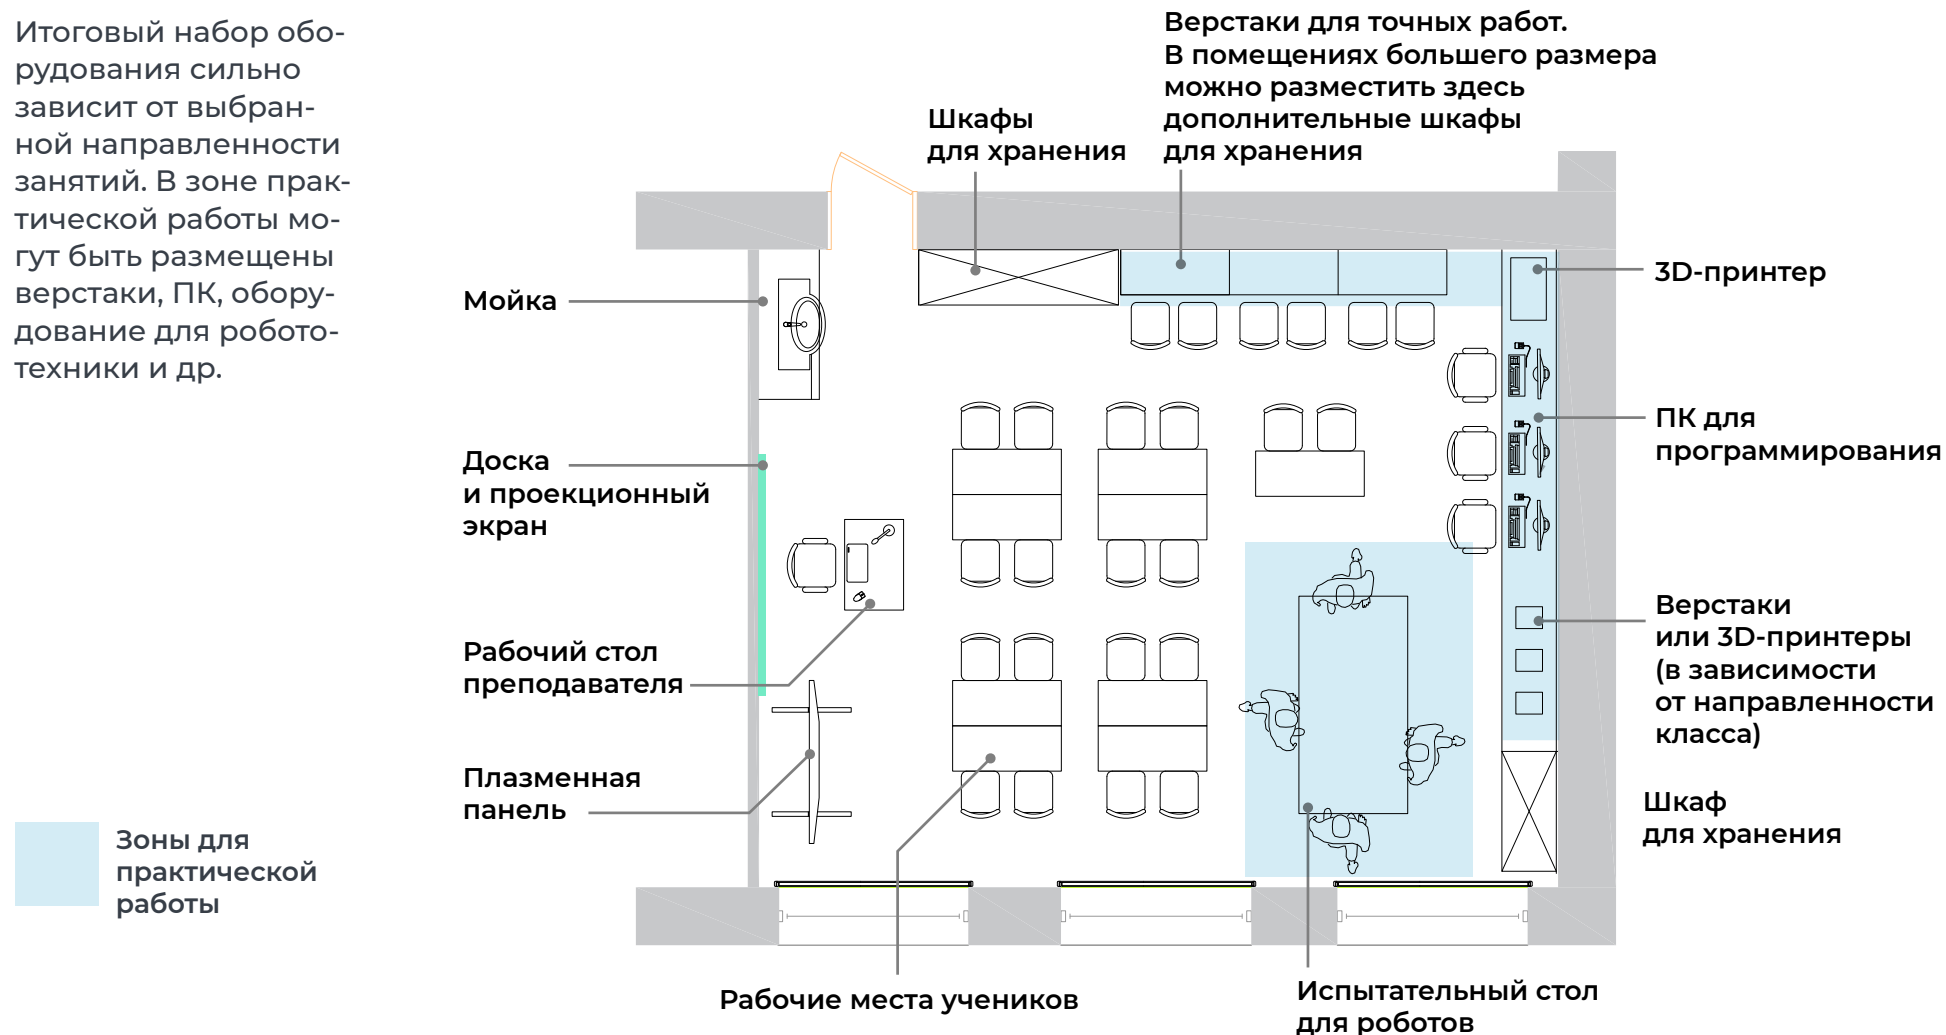 Итоговый набор обо-
рудования сильно
зависит от выбран-
ной направленности
занятий. В зоне прак-
тической работы мо-
гут быть размещены
верстаки, ПК, обору-
дование для робото-
техники и др.
Верстаки для точных работ.
В помещениях большего размера
можно разместить здесь
дополнительные шкафы
для хранения
Шкафы
для хранения
Мойка
3D-принтер
ПК для
программирования
Доска
и проекционный
экран
Верстаки
или 3D-принтеры
(в зависимости
от направленности
класса)
Рабочий стол
преподавателя
Плазменная
панель
Шкаф
для хранения
Зоны для
практической
работы
Рабочие места учеников
Испытательный стол
для роботов